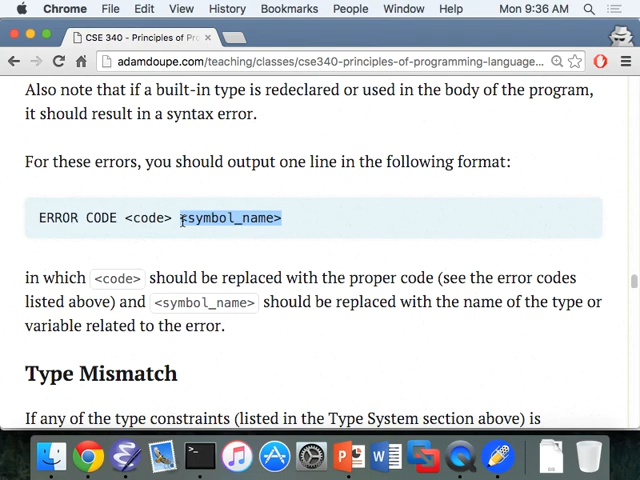 Chrome File Edit View History Bookmarks People Window Help Mon 9:36 AM
CSE 340 - Principles of Pr
adamdoupe.com/teaching/classes/cse340-principles-of-programming-language...
Also note that if a built-in type is redeclared or used in the body of the program,
it should result in a syntax error.
For these errors, you should output one line in the following format:
ERROR CODE <code> <symbol_name>
in which <code> should be replaced with the proper code (see the error codes
listed above) and <symbol_name> should be replaced with the name of the type or
variable related to the error.
Type Mismatch
If any of the type constraints (listed in the Type System section above) is